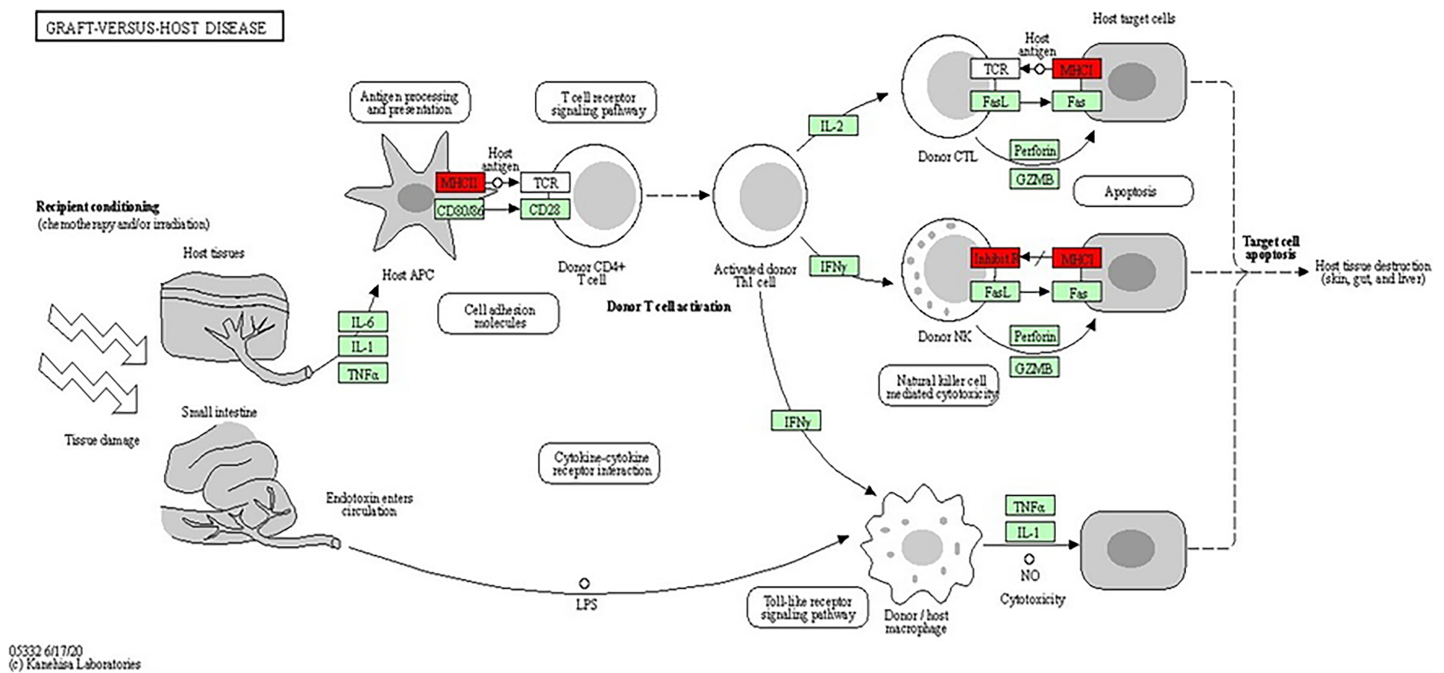 GRAFT-VERSUS-HOST DISEASE
Host target cells
Host
antigen
TCR
MHCI
FasL
Fas
Donor CTL
Perforin
GZMB
Apoptosis
Antigen processing
and presentation
T cell receptor
signaling pathway
IL-2
Host
antigen
MHCII
TCR
CD80/86
CD28
Host APC
Donor CD4+
T cell
Donor T cell activation
Activated donor
Th1 cell
Cell adhesion
molecules
Recipient conditioning
(chemotherapy and/or irradiation)
Host tissues
IL-6
IL-1
TNFα
IFNγ
Inhibit R
MHCI
FasL
Fas
Donor NK
Perforin
GZMB
Natural killer cell
mediated cytotoxicity
Target cell
apoptosis
Host tissue destruction
(skin, gut, and liver)
Tissue damage
Small intestine
Endotoxin enters
circulation
IFNγ
Cytokine-cytokine
receptor interaction
LPS
Toll-like receptor
signaling pathway
Donor / host
macrophage
TNFα
IL-1
NO
Cytotoxicity
05332 6/17/20
(c) Kanehisa Laboratories